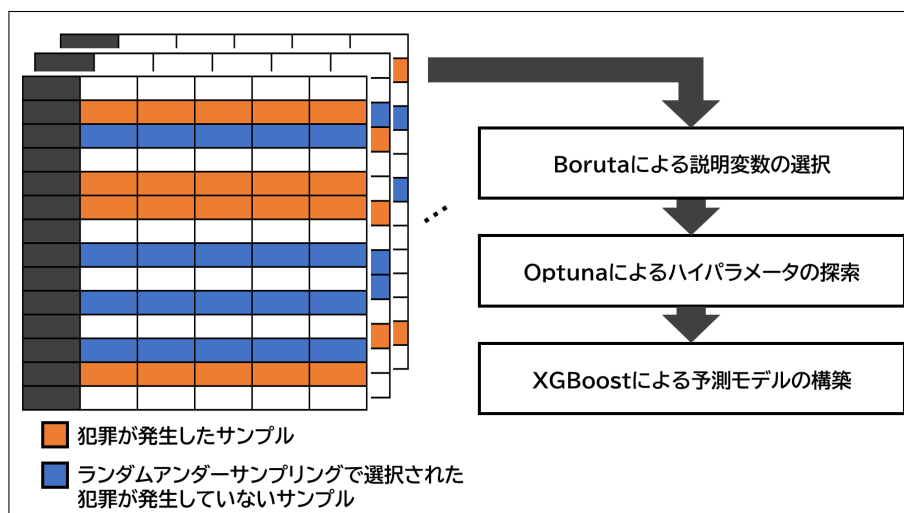 Borutaによる説明変数の選択
Optunaによるハイパラメータの探索
XGBoostによる予測モデルの構築
犯罪が発生したサンプル
ランダムアンダーサンプリングで選択された
犯罪が発生していないサンプル